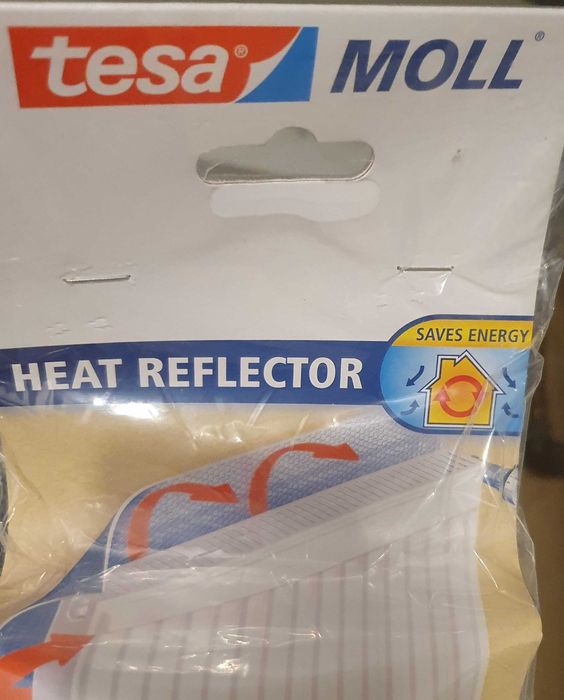 tesa® MOLL®
SAVES ENERGY
HEAT REFLECTOR